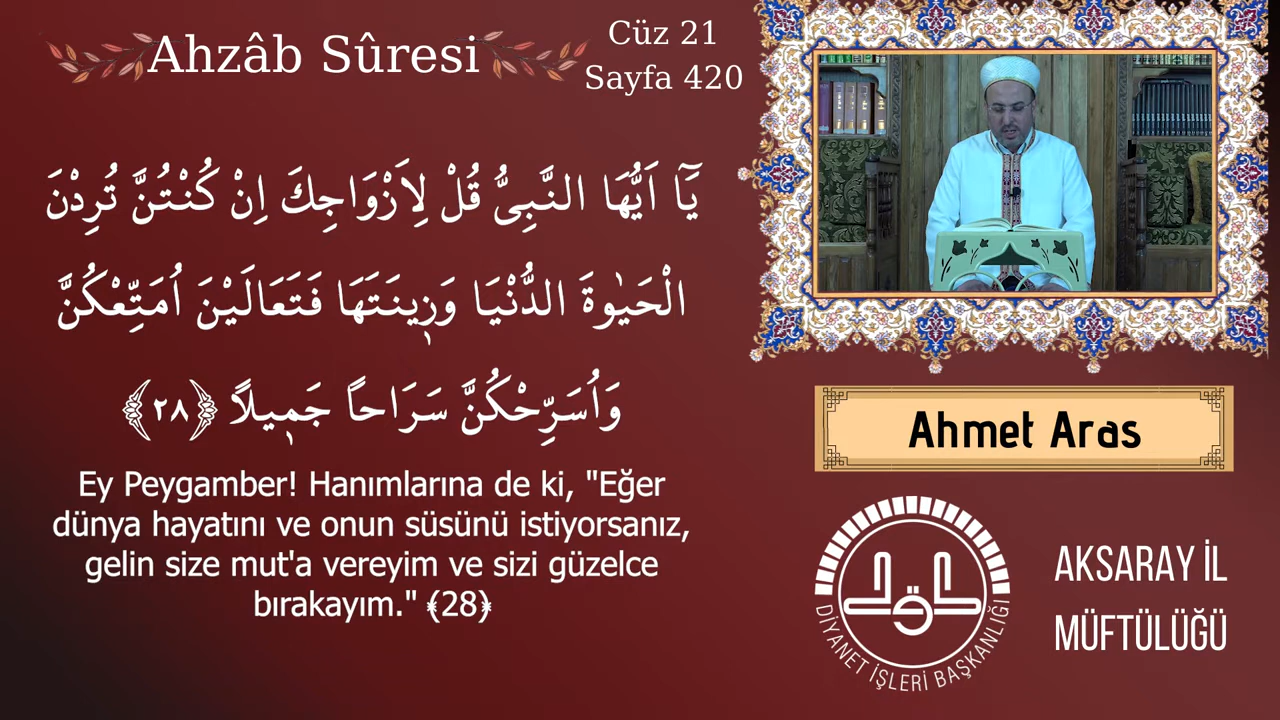 Ahzâb Sûresi
Cüz 21
Sayfa 420
يَٓا اَيُّهَا النَّبِىُّ قُلْ لِاَزْوَاجِكَ اِنْ كُنْتُنَّ تُرِدْنَ
الْحَيٰوةَ الدُّنْيَا وَزٖينَتَهَا فَتَعَالَيْنَ اُمَتِّعْكُنَّ
وَاُسَرِّحْكُنَّ سَرَاحاً جَمٖيلاً ﴿٢٨﴾
Ey Peygamber! Hanımlarına de ki, "Eğer
dünya hayatını ve onun süsünü istiyorsanız,
gelin size mut'a vereyim ve sizi güzelce
bırakayım." ﴾28﴿
Ahmet Aras
DİYANET İŞLERİ BAŞKANLIĞI
AKSARAY İL
MÜFTÜLÜĞÜ